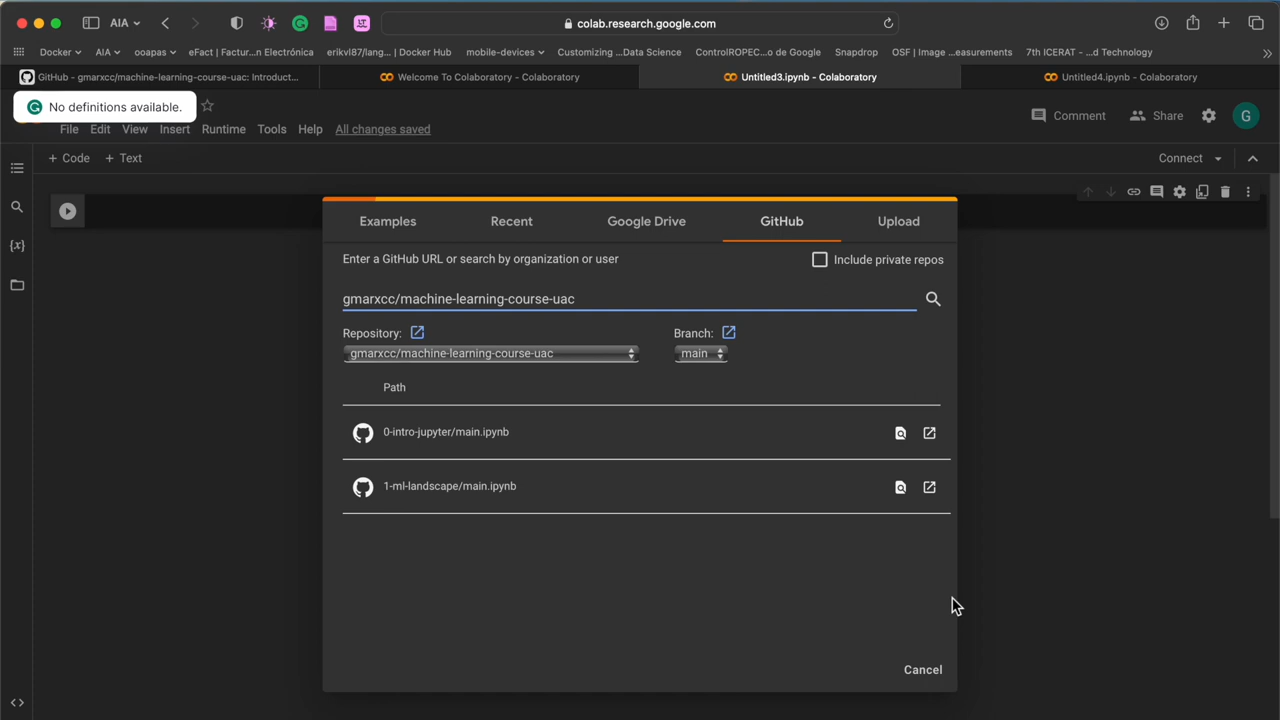 AIA
colab.research.google.com
Docker
AIA
ooapas
eFact | Factur...n Electrónica
erikvl87/lang... | Docker Hub
mobile-devices
Customizing ...Data Science
ControlROPEC...o de Google
Snapdrop
OSF | Image ...easurements
7th ICERAT - ...d Technology
GitHub - gmarxcc/machine-learning-course-uac: Introduct...
Welcome To Colaboratory - Colaboratory
Untitled3.ipynb - Colaboratory
Untitled4.ipynb - Colaboratory
No definitions available.
File Edit View Insert Runtime Tools Help All changes saved
Comment
Share
G
+ Code + Text
Connect
Examples
Recent
Google Drive
GitHub
Upload
Enter a GitHub URL or search by organization or user
Include private repos
gmarxcc/machine-learning-course-uac
Repository:
Branch:
gmarxcc/machine-learning-course-uac
main
Path
0-intro-jupyter/main.ipynb
1-ml-landscape/main.ipynb
Cancel